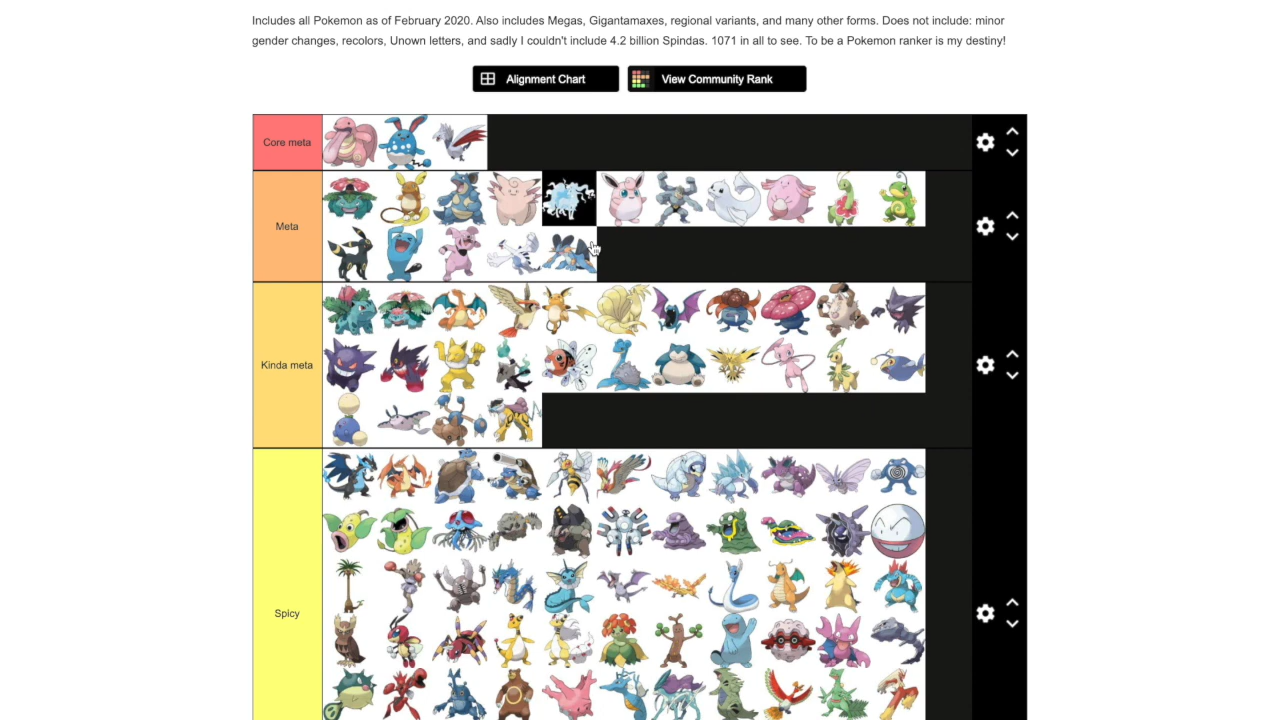 Includes all Pokemon as of February 2020. Also includes Megas, Gigantamaxes, regional variants, and many other forms. Does not include: minor
gender changes, recolors, Unown letters, and sadly I couldn't include 4.2 billion Spindas. 1071 in all to see. To be a Pokemon ranker is my destiny!
Alignment Chart
View Community Rank
Core meta
Meta
Kinda meta
Spicy